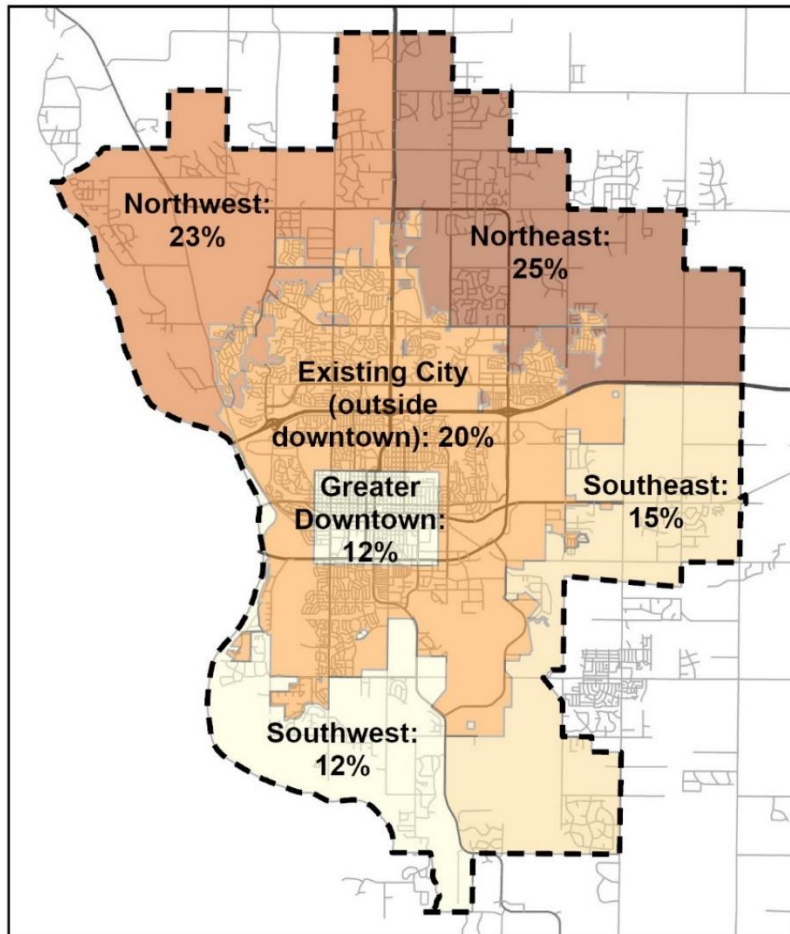 Northwest:
23%
Northeast:
25%
Existing City
(outside
downtown): 20%
Greater
Downtown:
12%
Southeast:
15%
Southwest:
12%